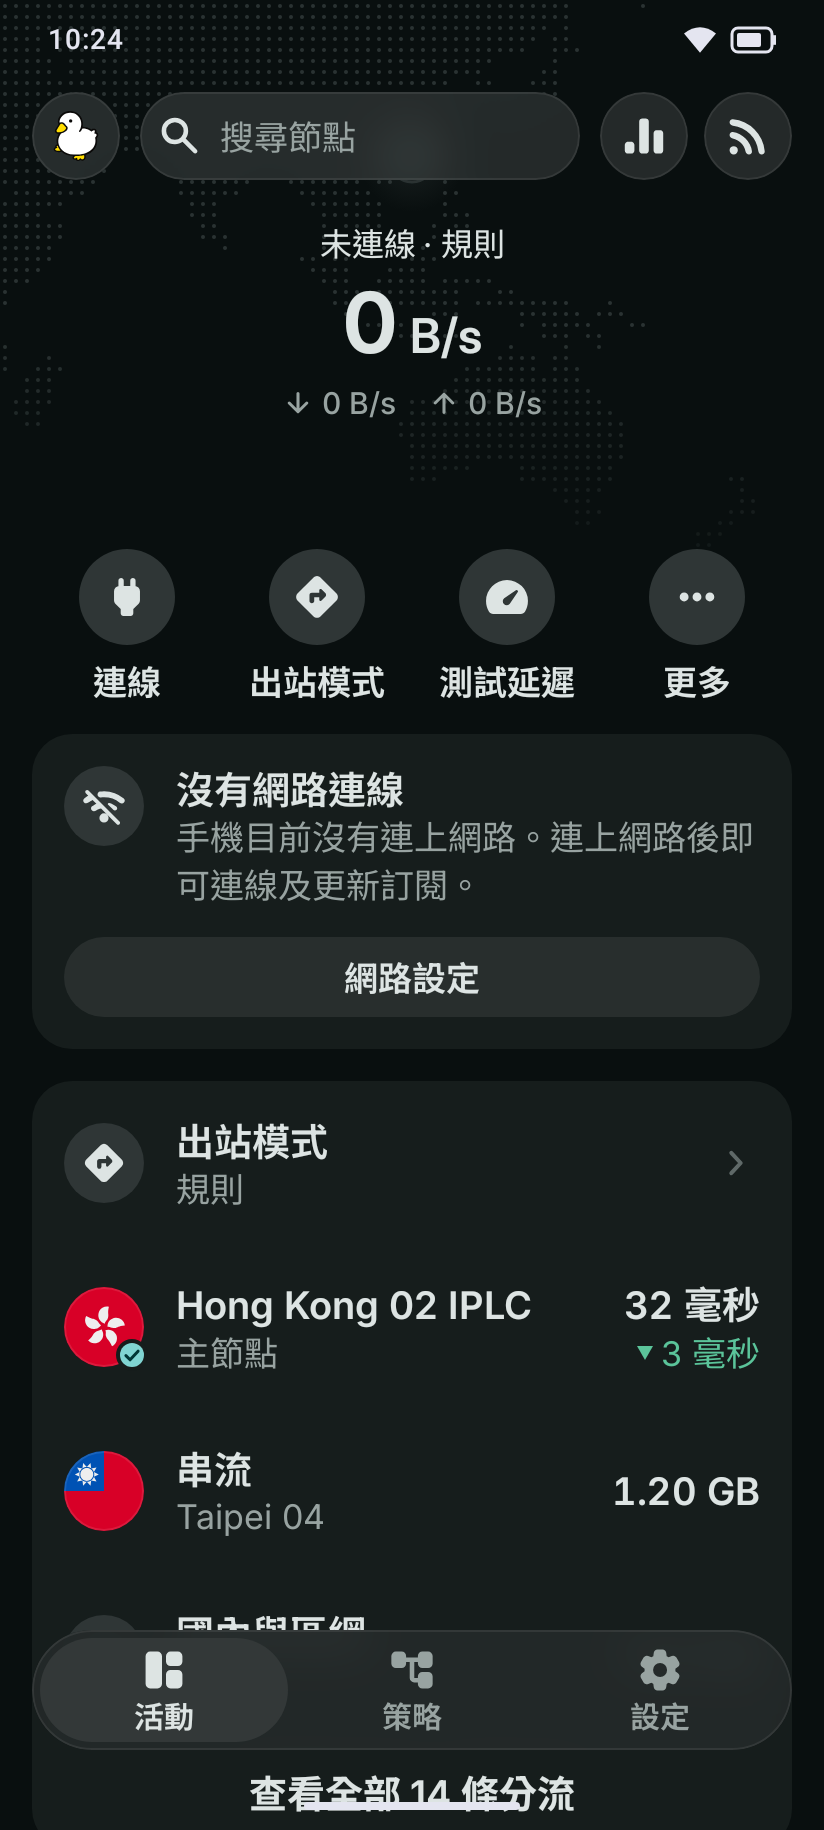 10:24
搜尋節點
未連線 · 規則
0 B/s
↓ 0 B/s ↑ 0 B/s
連線 出站模式 測試延遲 更多
沒有網路連線
手機目前沒有連上網路。連上網路後即
可連線及更新訂閱。
網路設定
出站模式
規則
Hong Kong 02 IPLC 32 毫秒
主節點 ▼3 毫秒
串流
Taipei 04
1.20 GB
國內與區網
活動 策略 設定
查看全部 14 條分流